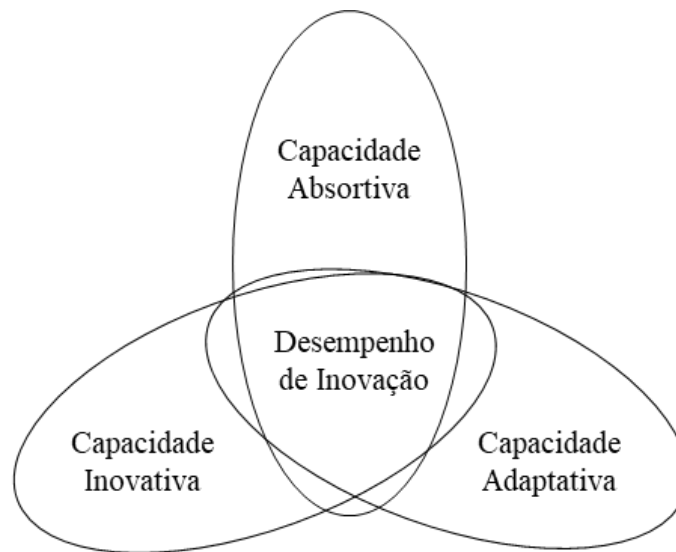 Capacidade
Absortiva
Desempenho
de Inovação
Capacidade
Inovativa
Capacidade
Adaptativa